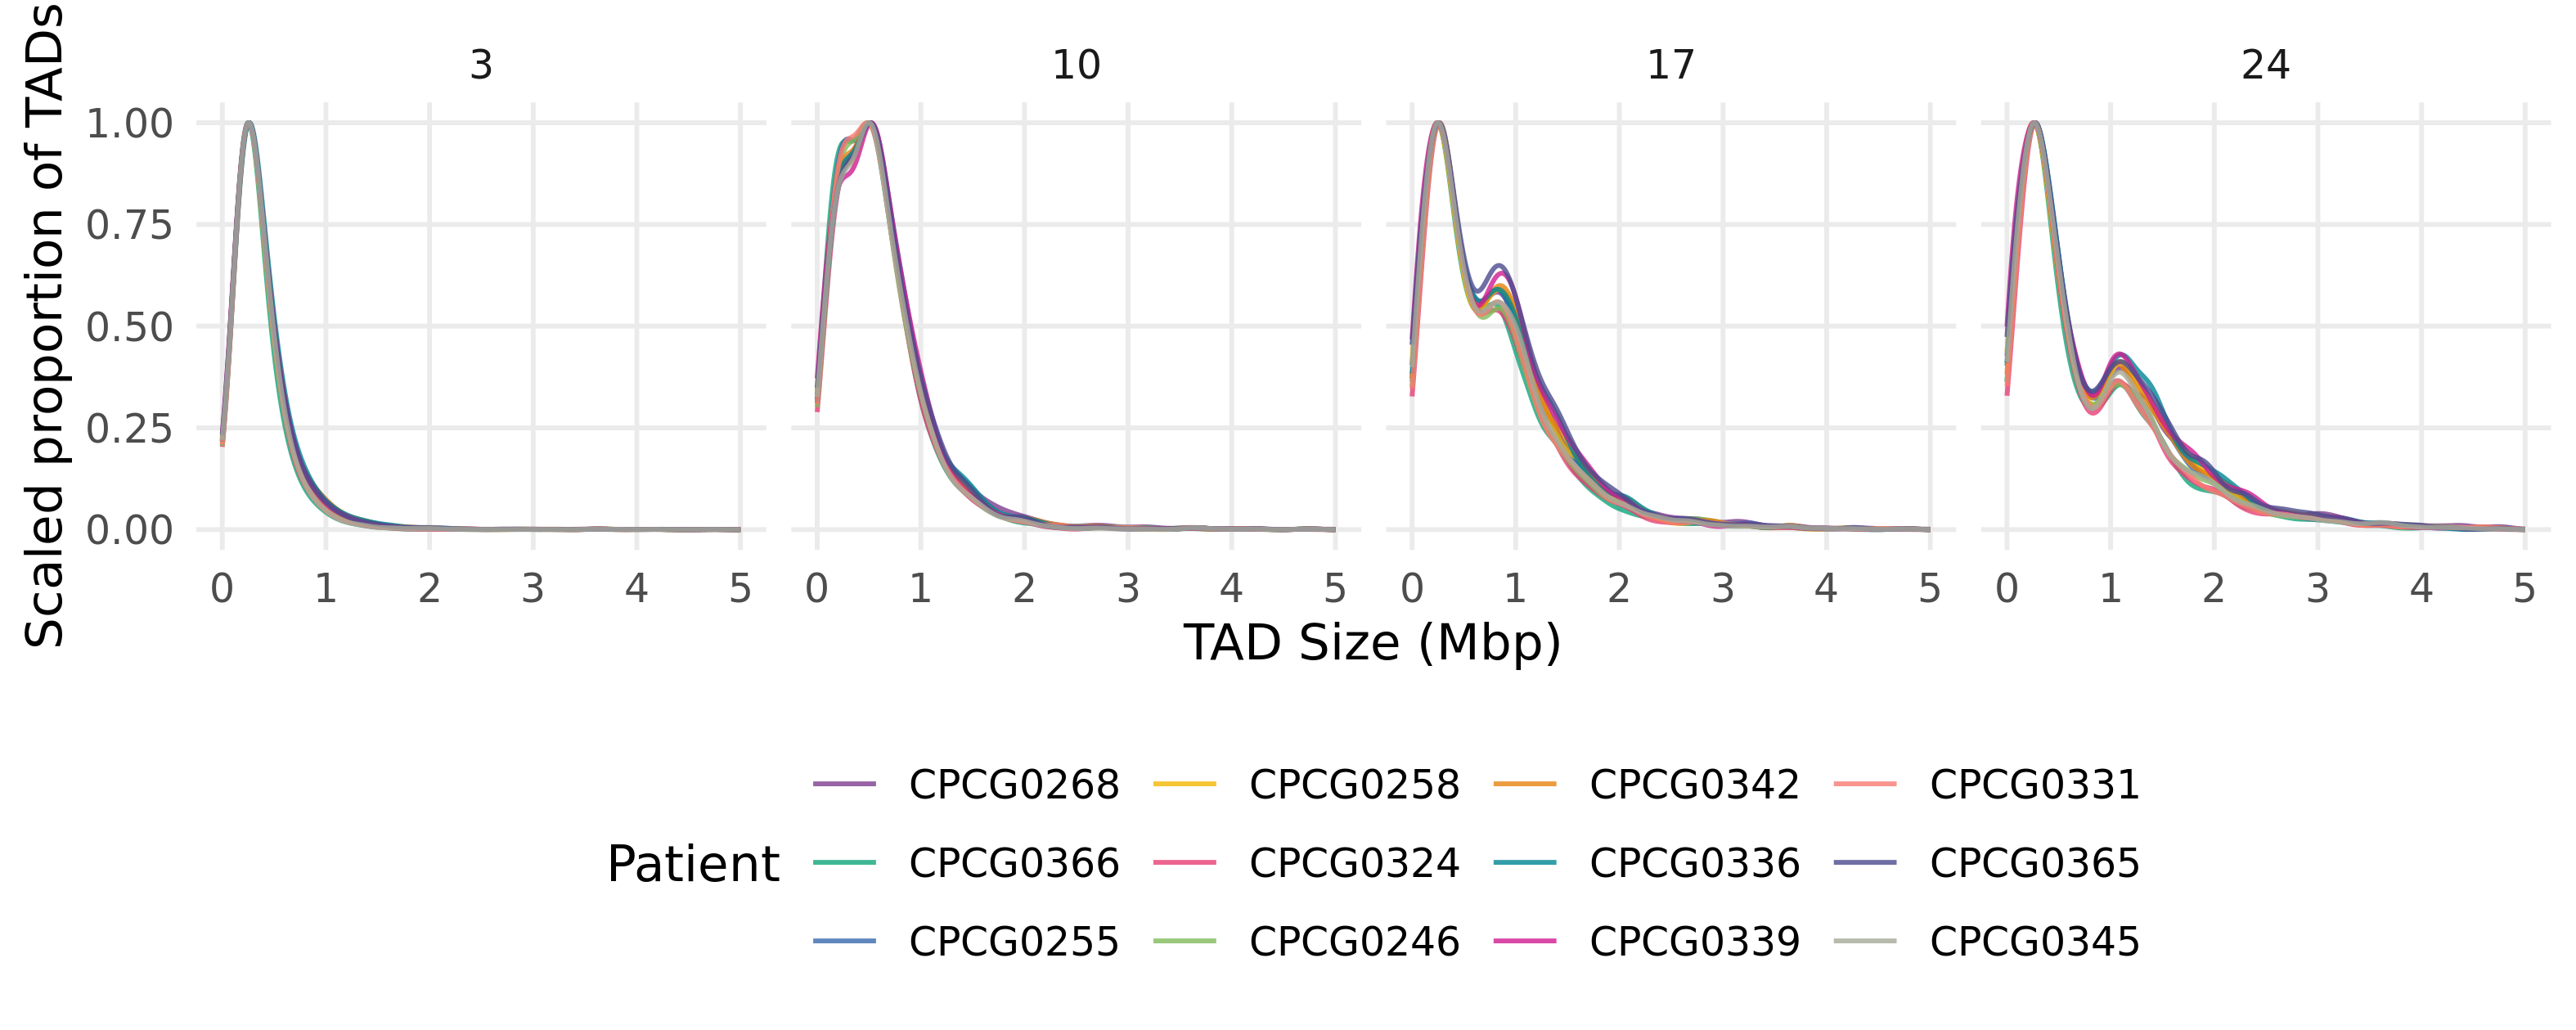 Scaled proportion of TADs
3 10 17 24
1.00
0.75
0.50
0.25
0.00
0 1 2 3 4 5 0 1 2 3 4 5 0 1 2 3 4 5 0 1 2 3 4 5
TAD Size (Mbp)
CPCG0268 CPCG0258 CPCG0342 CPCG0331
Patient CPCG0366 CPCG0324 CPCG0336 CPCG0365
CPCG0255 CPCG0246 CPCG0339 CPCG0345